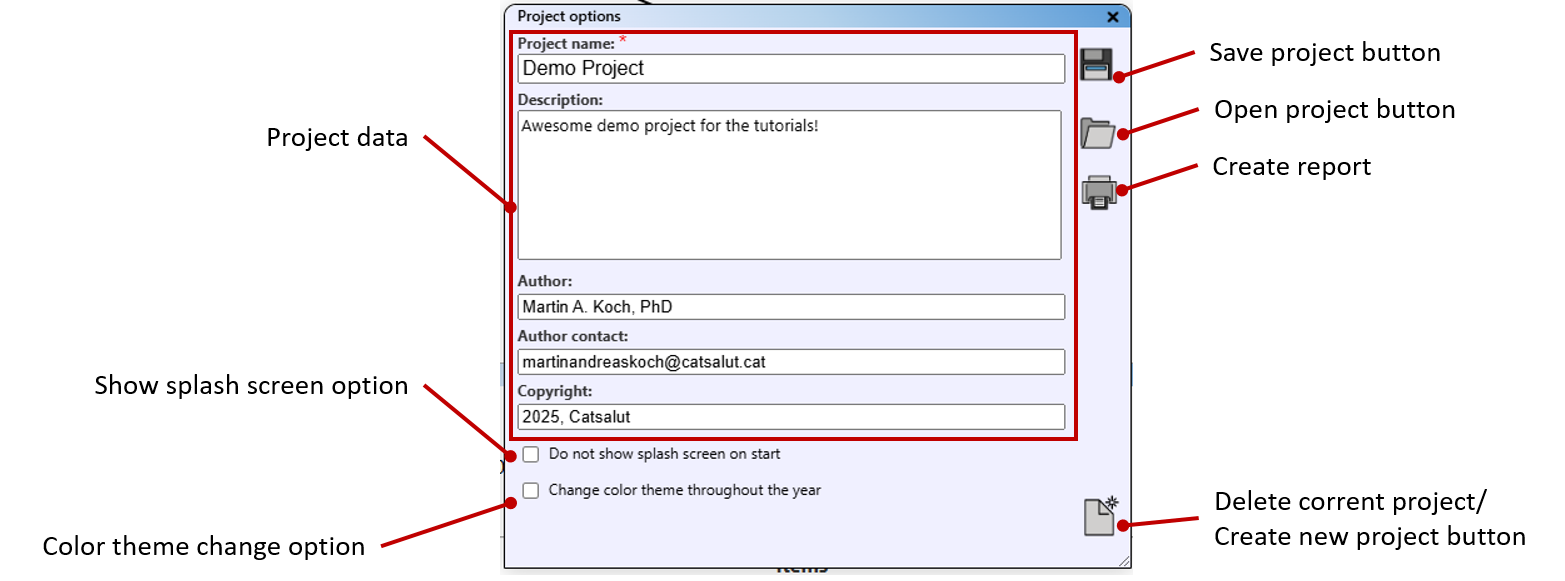 Project options
Project name: *
Demo Project
Description:
Awesome demo project for the tutorials!
Author:
Martin A. Koch, PhD
Author contact:
martinandreaskoch@catsalut.cat
Copyright:
2025, Catsalut
Do not show splash screen on start
Change color theme throughout the year
Project data
Show splash screen option
Color theme change option
Save project button
Open project button
Create report
Delete corrent project/
Create new project button